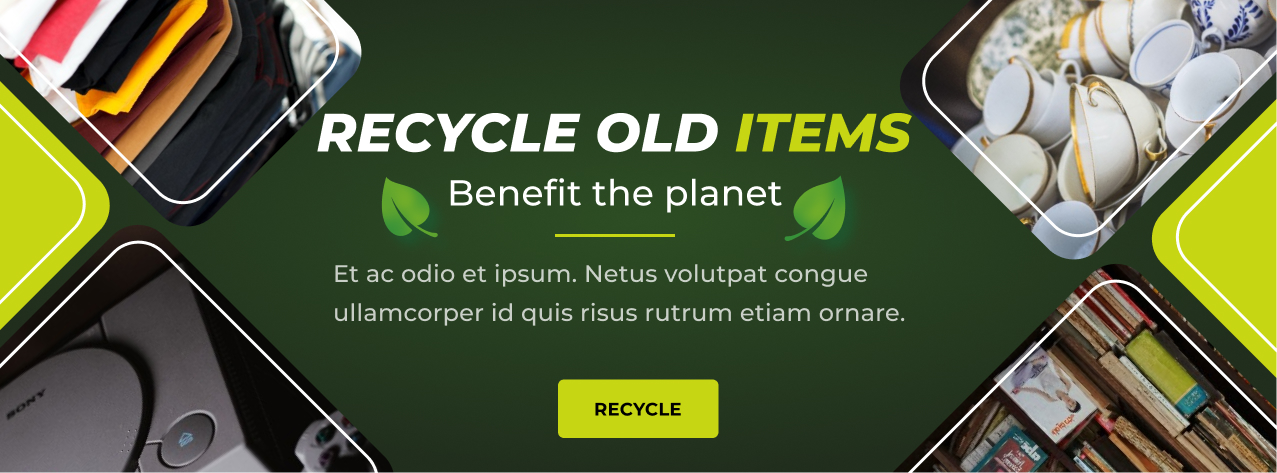 RECYCLE OLD ITEMS
Benefit the planet
Et ac odio et ipsum. Netus volutpat congue
ullamcorper id quis risus rutrum etiam ornare.
SONY
RECYCLE